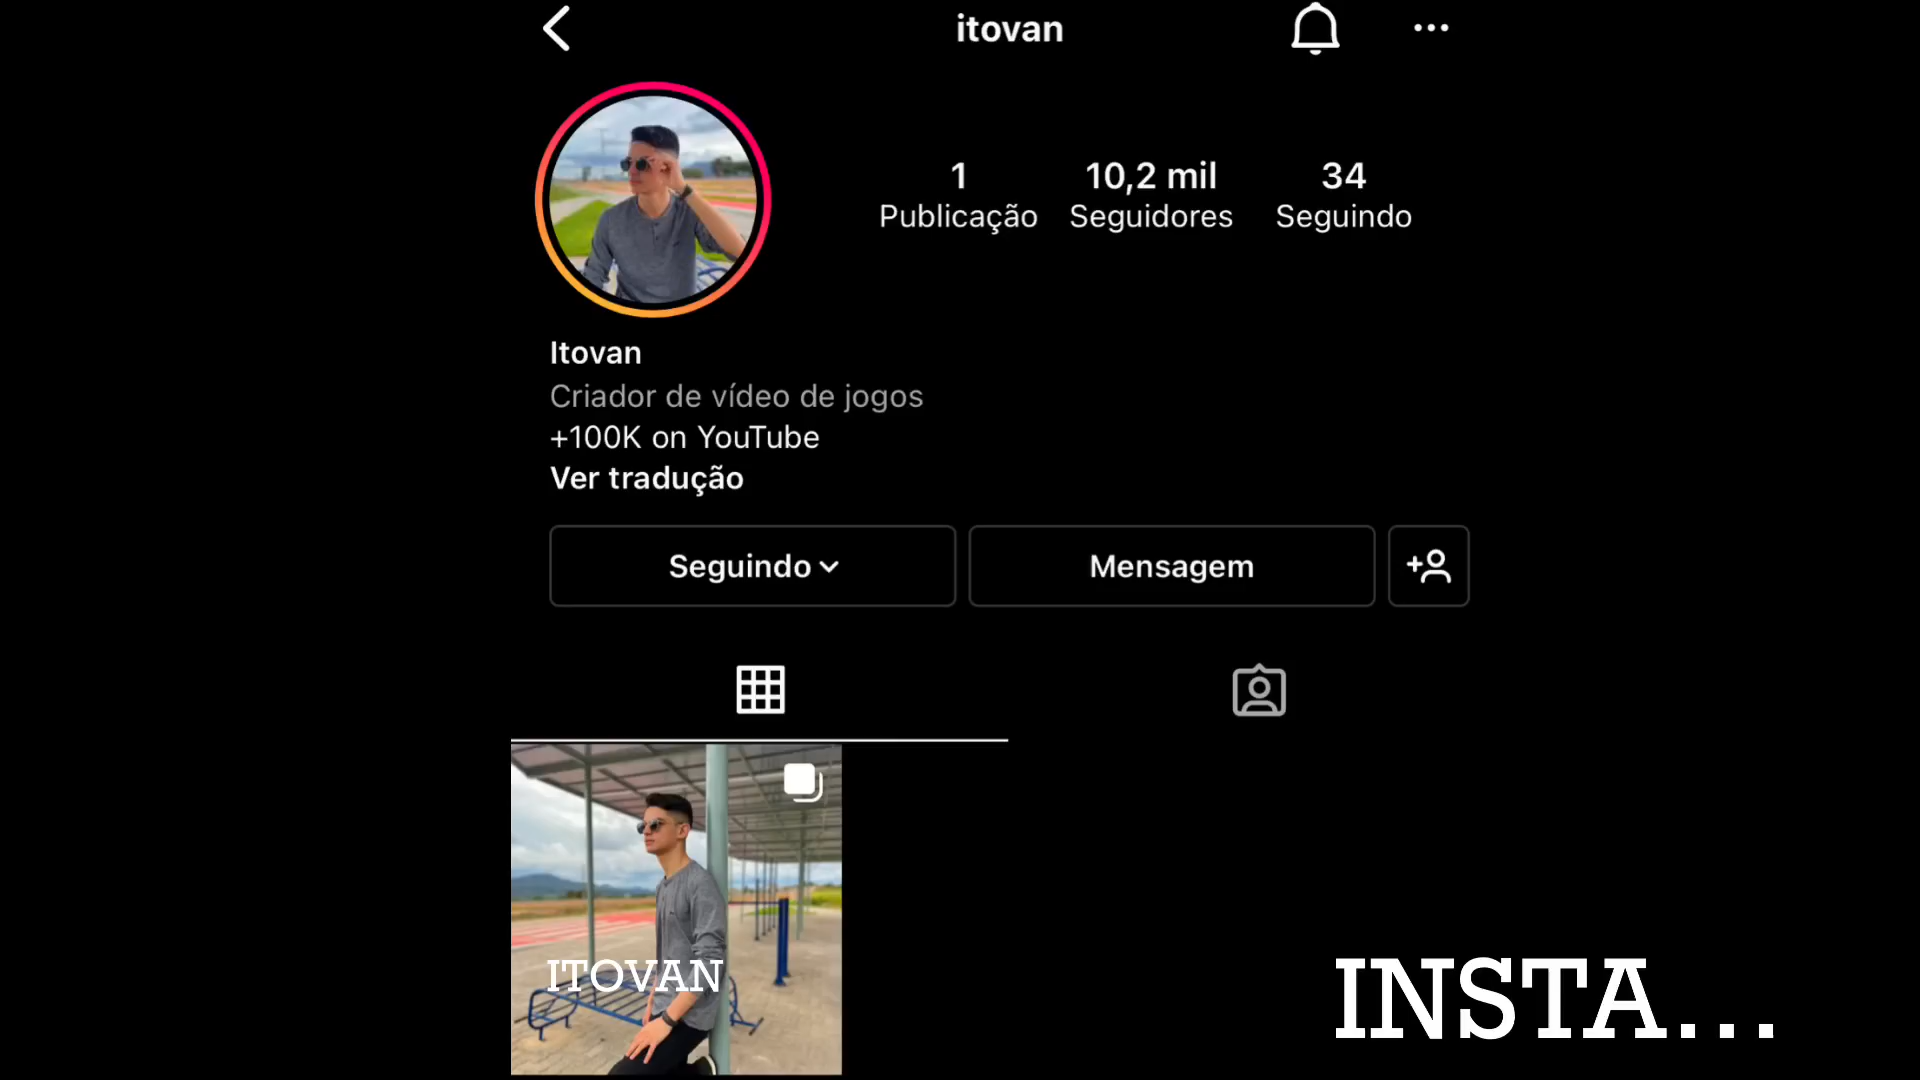 itovan
1
10,2 mil
34
Publicação
Seguidores
Seguindo
Itovan
Criador de vídeo de jogos
+100K on YouTube
Ver tradução
Seguindo
Mensagem
ITOVAN
INSTA...